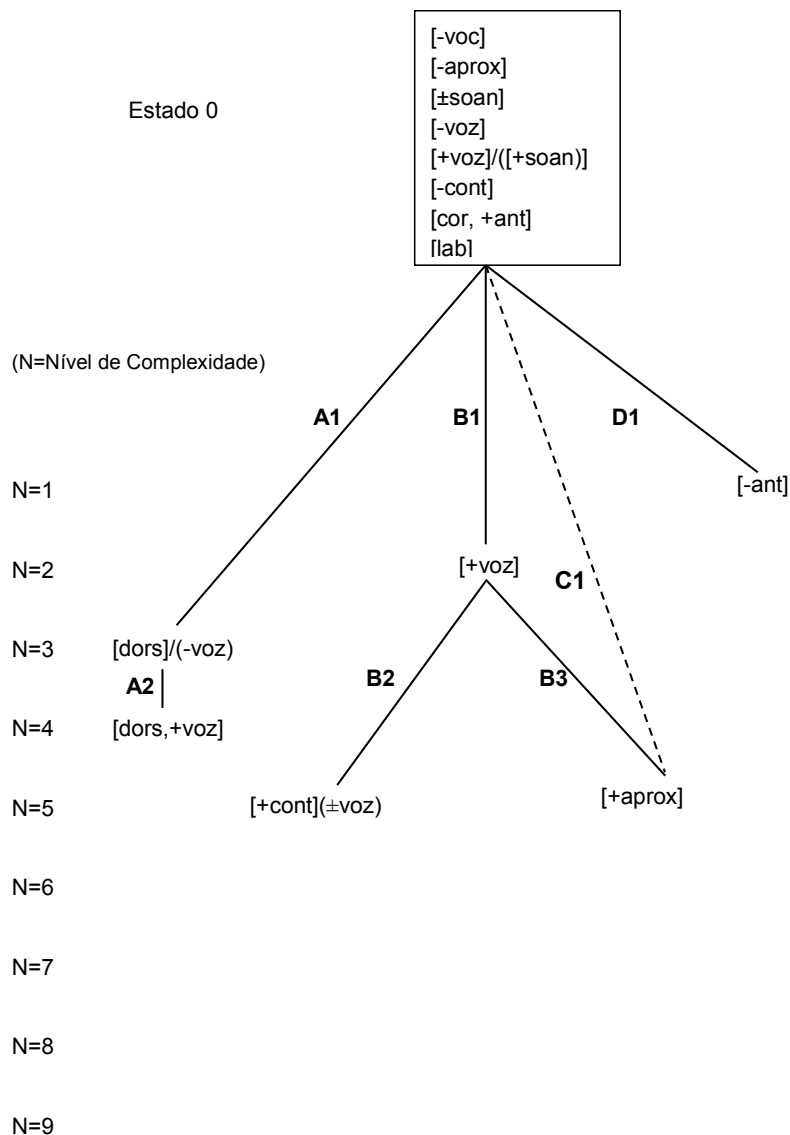 [-voc]
[-aprox]
Estado 0
[±soan]
[-voz]
[+voz]/([+soan)]
[-cont]
[cor, +ant]
[lab]
(N=Nível de Complexidade)
A1
B1
D1
N=1
[-ant]
N=2
[+voz]
C1
N=3
[dors]/(-voz)
A2
B2
B3
N=4
[dors,+voz]
N=5
[+cont](±voz)
[+aprox]
N=6
N=7
N=8
N=9